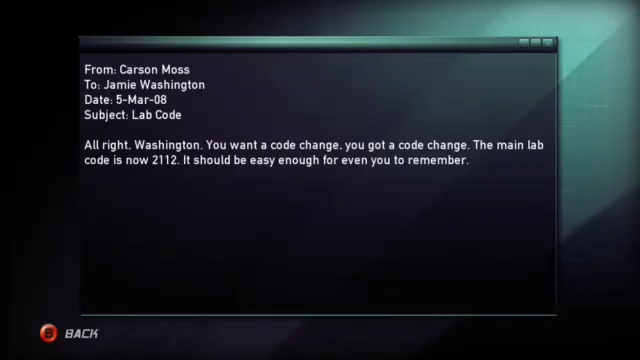 From: Carson Moss
To: Jamie Washington
Date: 5-Mar-08
Subject: Lab Code
All right, Washington. You want a code change, you got a code change. The main lab
code is now 2112. It should be easy enough for even you to remember.
B BACK